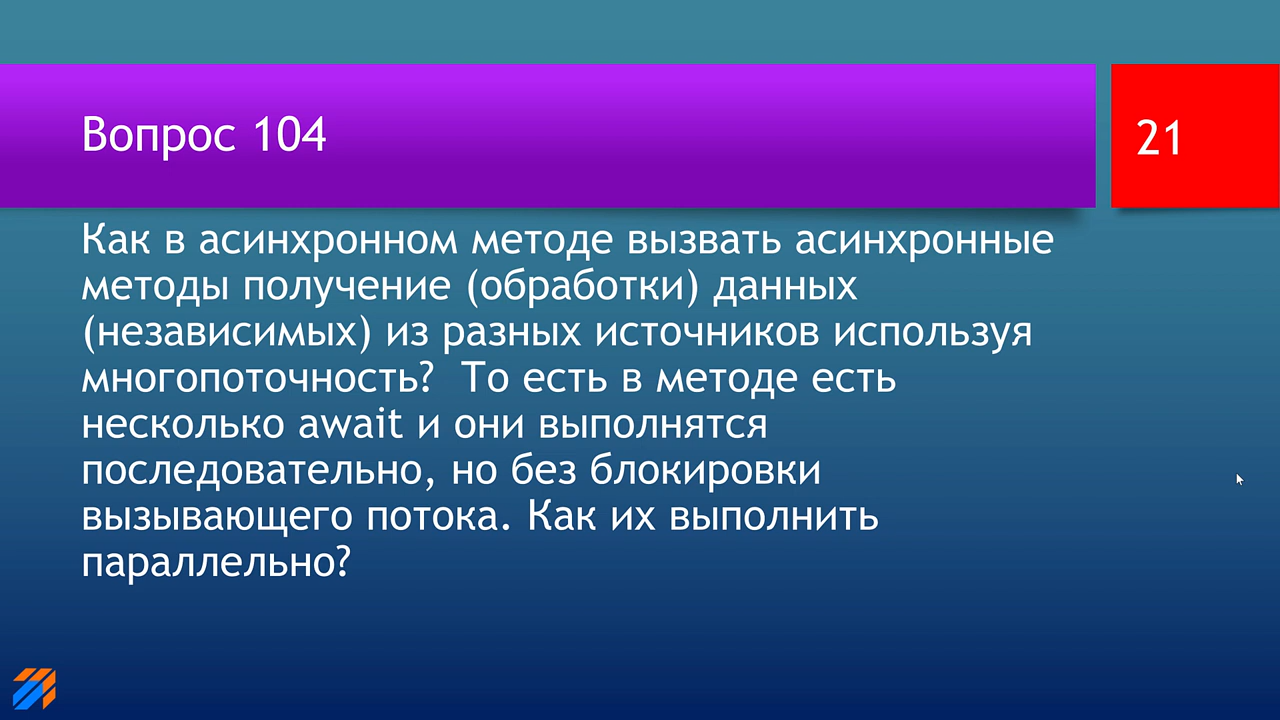 Вопрос 104
21
Как в асинхронном методе вызвать асинхронные
методы получение (обработки) данных
(независимых) из разных источников используя
многопоточность?  То есть в методе есть
несколько await и они выполнятся
последовательно, но без блокировки
вызывающего потока. Как их выполнить
параллельно?